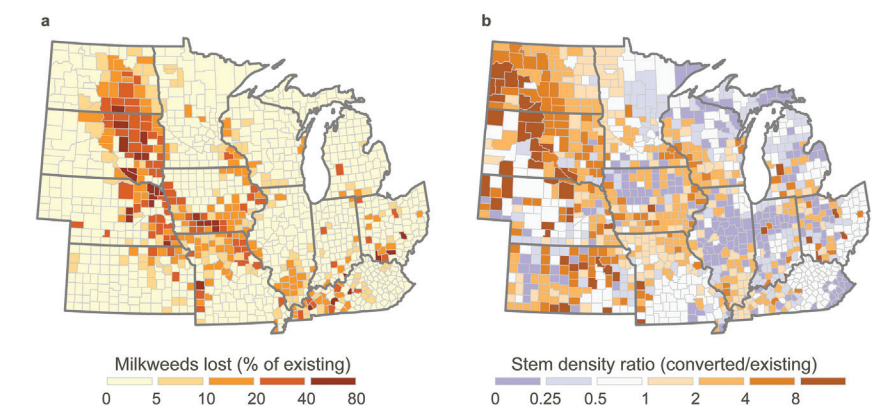 a
b
Milkweeds lost (% of existing)
0 5 10 20 40 80
Stem density ratio (converted/existing)
0 0.25 0.5 1 2 4 8